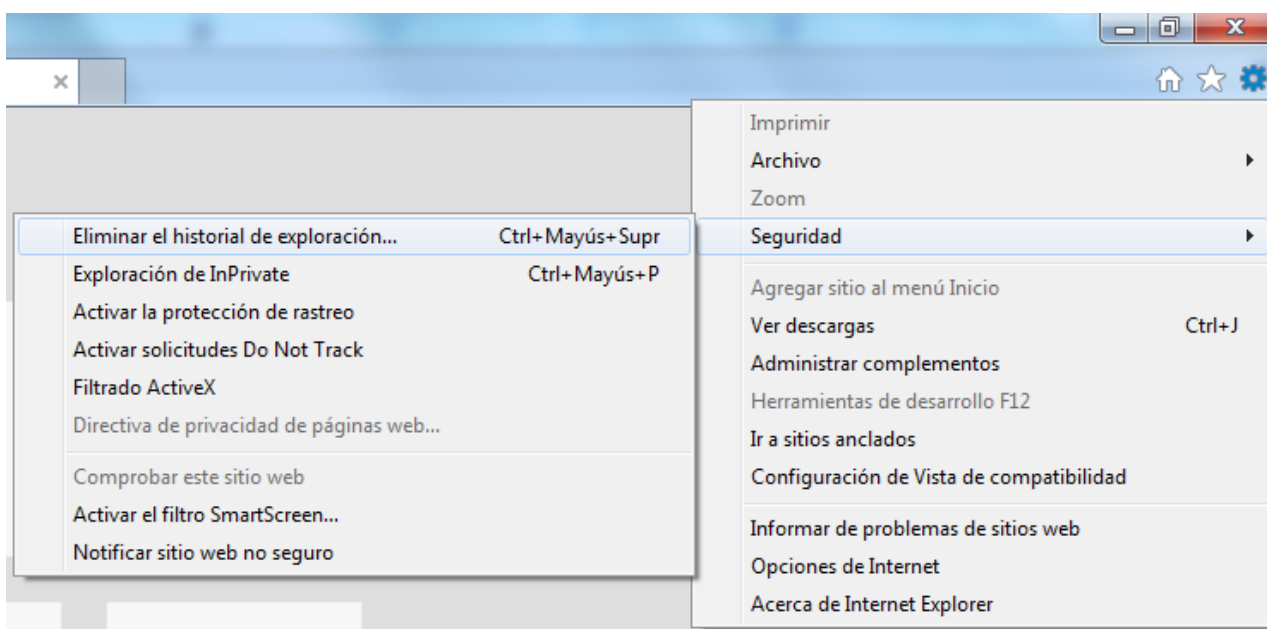 Imprimir
Archivo
Zoom
Seguridad
Agregar sitio al menú Inicio
Ver descargas Ctrl+J
Administrar complementos
Herramientas de desarrollo F12
Ir a sitios anclados
Configuración de Vista de compatibilidad
Informar de problemas de sitios web
Opciones de Internet
Acerca de Internet Explorer
Eliminar el historial de exploración... Ctrl+Mayús+Supr
Exploración de InPrivate Ctrl+Mayús+P
Activar la protección de rastreo
Activar solicitudes Do Not Track
Filtrado ActiveX
Directiva de privacidad de páginas web...
Comprobar este sitio web
Activar el filtro SmartScreen...
Notificar sitio web no seguro